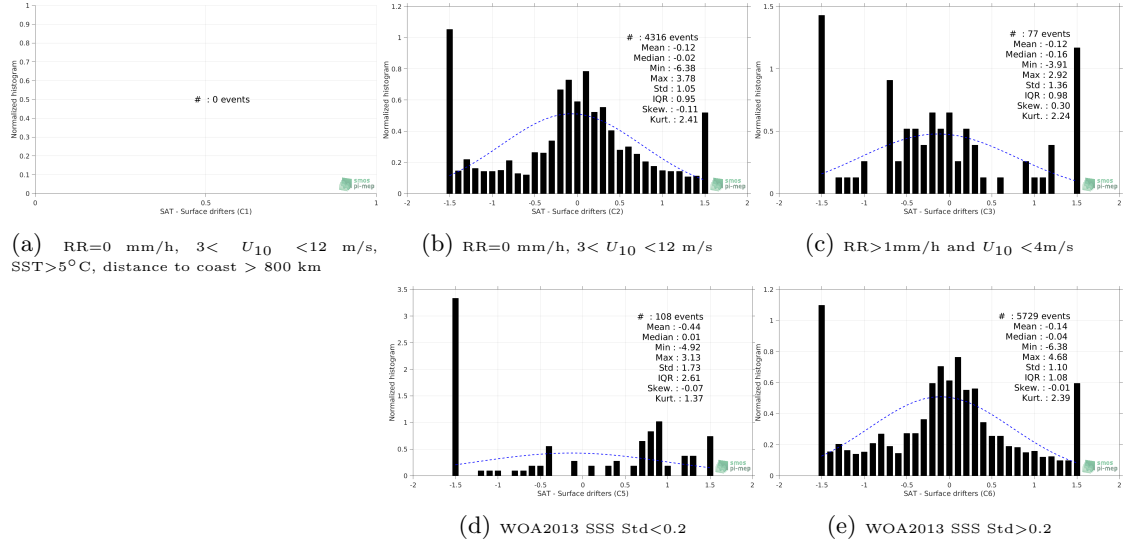 1
0.9
0.8
0.7
0.6
0.5
0.4
0.3
0.2
0.1
0
Normalized histogram
# : 0 events
0 0.5 1
SAT - Surface drifters (C1)
smos
pi-mep
(a) RR=0 mm/h, 3< U10 <12 m/s,
SST>5°C, distance to coast > 800 km
1.2
1
0.8
0.6
0.4
0.2
0
Normalized histogram
# : 4316 events
Mean : -0.12
Median : -0.02
Min : -6.38
Max : 3.78
Std : 1.05
IQR : 0.95
Skew. : -0.11
Kurt. : 2.41
-2 -1.5 -1 -0.5 0 0.5 1 1.5 2
SAT - Surface drifters (C2)
smos
pi-mep
(b) RR=0 mm/h, 3< U10 <12 m/s
1.5
1
0.5
0
Normalized histogram
# : 77 events
Mean : -0.12
Median : -0.16
Min : -3.91
Max : 2.92
Std : 1.36
IQR : 0.98
Skew. : 0.30
Kurt. : 2.24
-2 -1.5 -1 -0.5 0 0.5 1 1.5 2
SAT - Surface drifters (C3)
smos
pi-mep
(c) RR>1mm/h and U10 <4m/s
3.5
3
2.5
2
1.5
1
0.5
0
Normalized histogram
# : 108 events
Mean : -0.44
Median : 0.01
Min : -4.92
Max : 3.13
Std : 1.73
IQR : 2.61
Skew. : -0.07
Kurt. : 1.37
-2 -1.5 -1 -0.5 0 0.5 1 1.5 2
SAT - Surface drifters (C5)
smos
pi-mep
(d) WOA2013 SSS Std<0.2
1.2
1
0.8
0.6
0.4
0.2
0
Normalized histogram
# : 5729 events
Mean : -0.14
Median : -0.04
Min : -6.38
Max : 4.68
Std : 1.10
IQR : 1.08
Skew. : -0.01
Kurt. : 2.39
-2 -1.5 -1 -0.5 0 0.5 1 1.5 2
SAT - Surface drifters (C6)
smos
pi-mep
(e) WOA2013 SSS Std>0.2